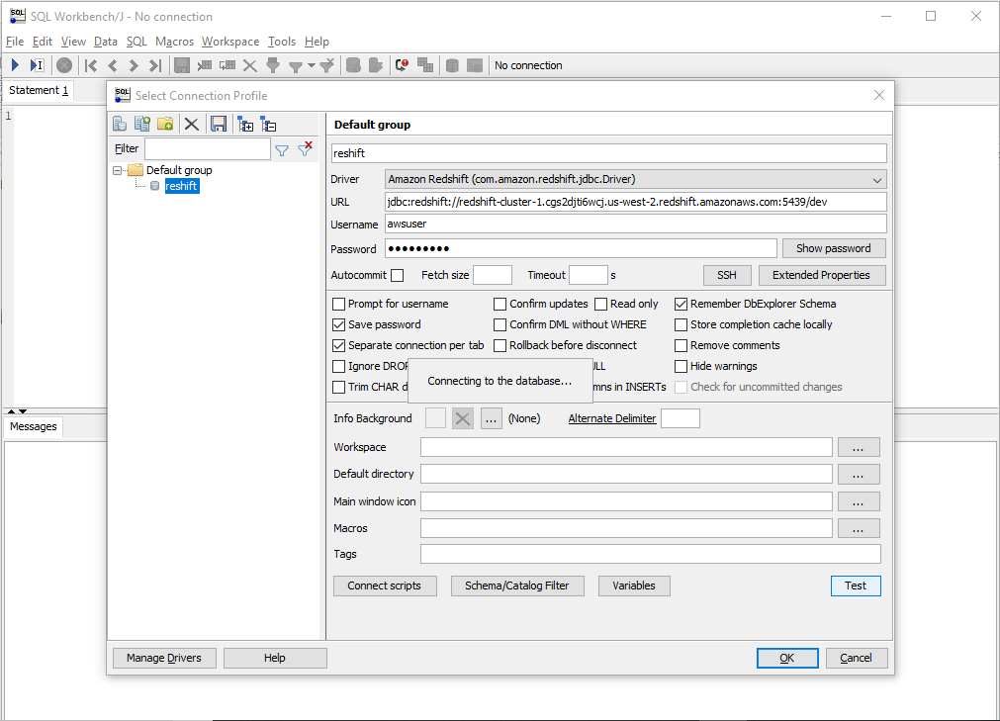 SQL Workbench/J - No connection
File Edit View Data SQL Macros Workspace Tools Help
No connection
Statement 1
1
Select Connection Profile
Filter
Default group
reshift
Default group
reshift
Driver Amazon Redshift (com.amazon.redshift.jdbc.Driver)
URL jdbc:redshift://redshift-cluster-1.cgs2djti6wcj.us-west-2.redshift.amazonaws.com:5439/dev
Username awsuser
Password ●●●●●●●●● Show password
Autocommit Fetch size Timeout s SSH Extended Properties
Prompt for username Confirm updates Read only Remember DbExplorer Schema
Save password Confirm DML without WHERE Store completion cache locally
Separate connection per tab Rollback before disconnect Remove comments
Ignore DROP Hide warnings
Connecting to the database...
Trim CHAR d mns in INSERTs Check for uncommitted changes
Info Background ... (None) Alternate Delimiter
Workspace ...
Default directory ...
Main window icon ...
Macros ...
Tags
Connect scripts Schema/Catalog Filter Variables Test
Manage Drivers Help OK Cancel
Messages